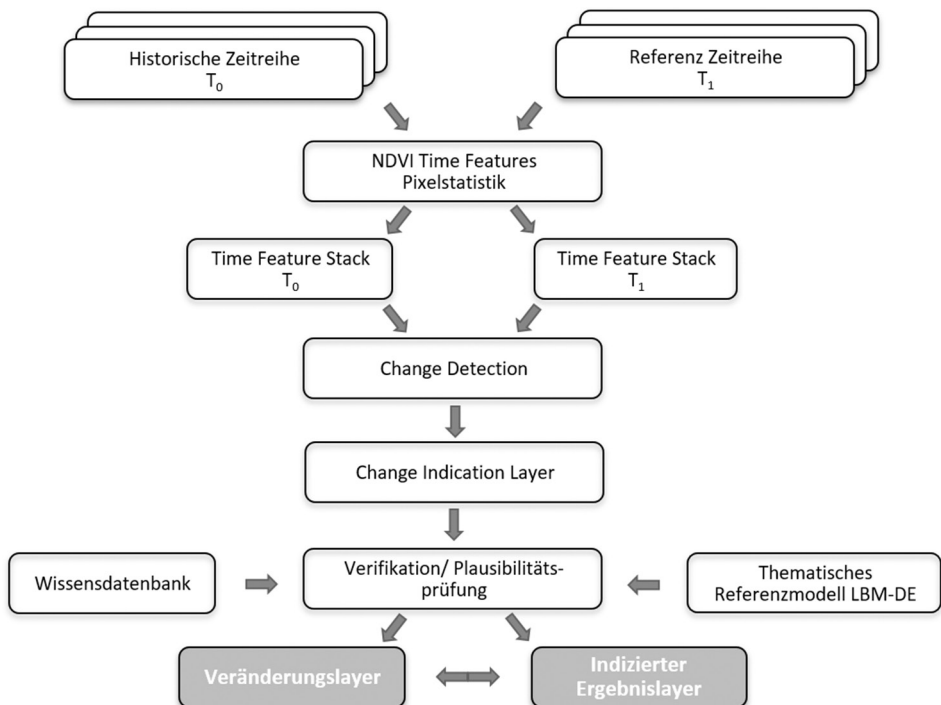 Historische Zeitreihe
T₀
Referenz Zeitreihe
T₁
NDVI Time Features
Pixelstatistik
Time Feature Stack
T₀
Time Feature Stack
T₁
Change Detection
Change Indication Layer
Wissensdatenbank
Verifikation/ Plausibilitäts-
prüfung
Thematisches
Referenzmodell LBM-DE
Veränderungslayer
Indizierter
Ergebnislayer